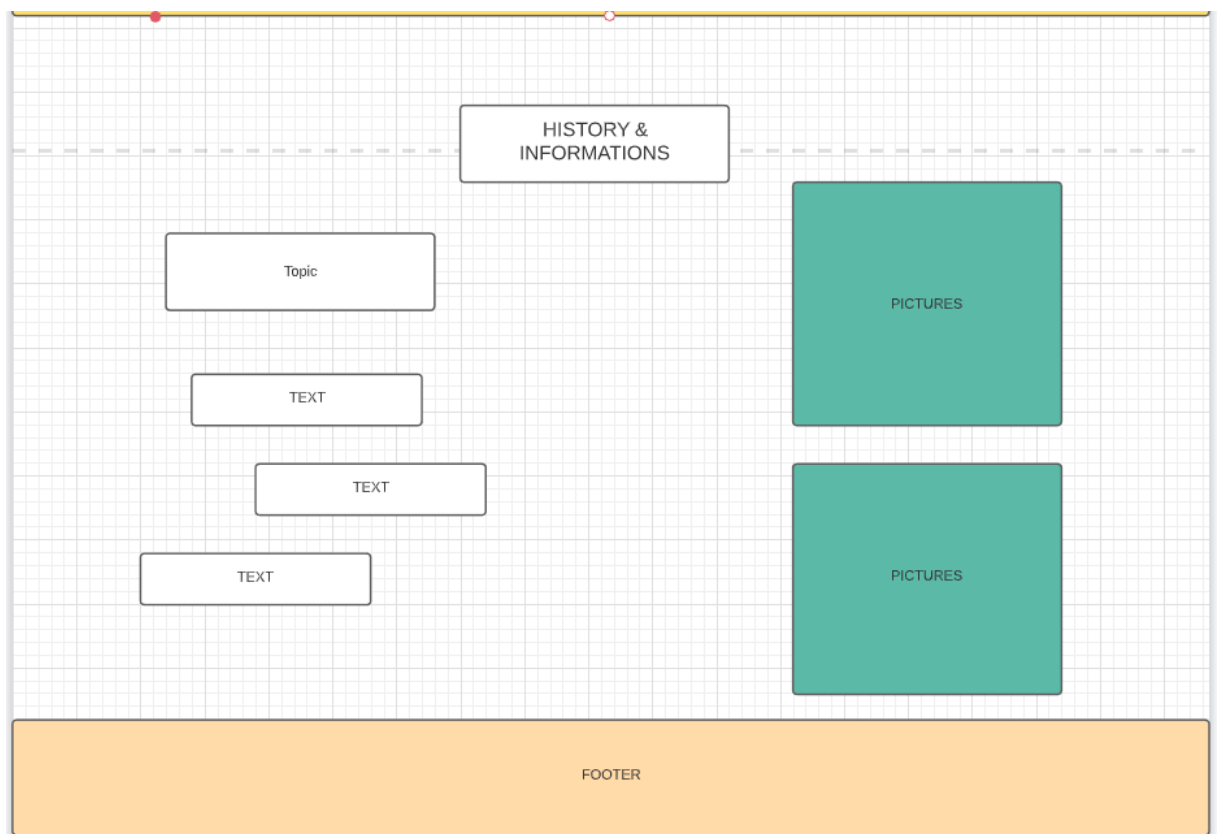 HISTORY &
INFORMATIONS
Topic
TEXT
TEXT
TEXT
PICTURES
PICTURES
FOOTER